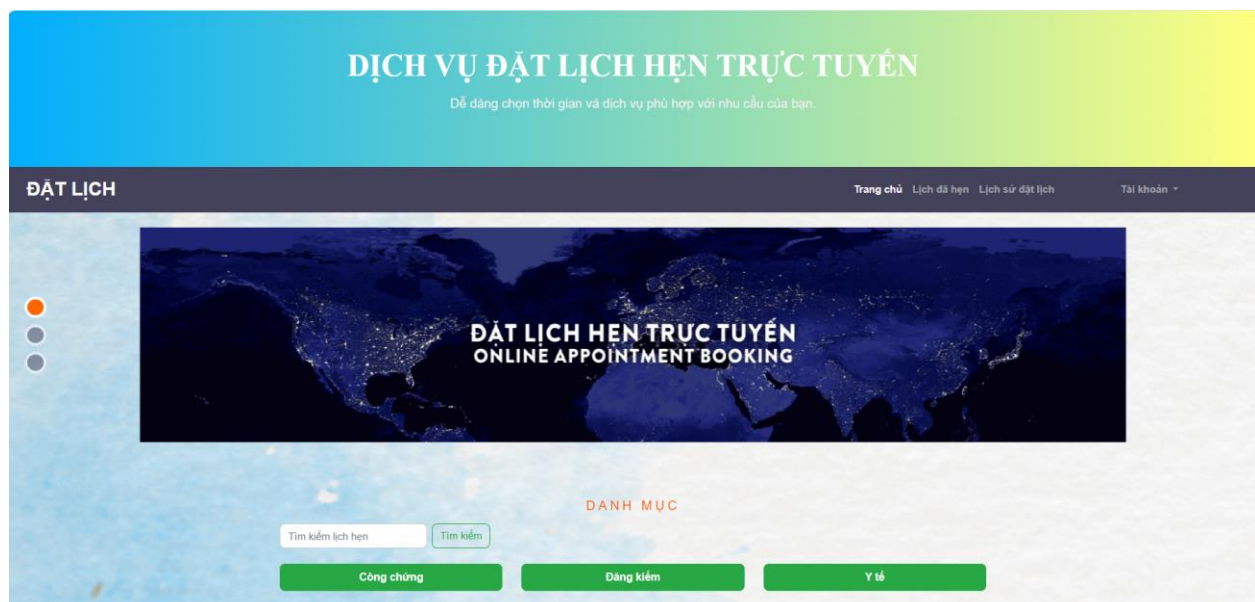 DỊCH VỤ ĐẶT LỊCH HẸN TRỰC TUYẾN
Dễ dàng chọn thời gian và dịch vụ phù hợp với nhu cầu của bạn.
ĐẶT LỊCH
Trang chủ Lịch đã hẹn Lịch sử đặt lịch Tài khoản
ĐẶT LỊCH HẸN TRỰC TUYẾN
ONLINE APPOINTMENT BOOKING
DANH MỤC
Tìm kiếm lịch hẹn Tìm kiếm
Công chứng Đăng kiểm Y tế